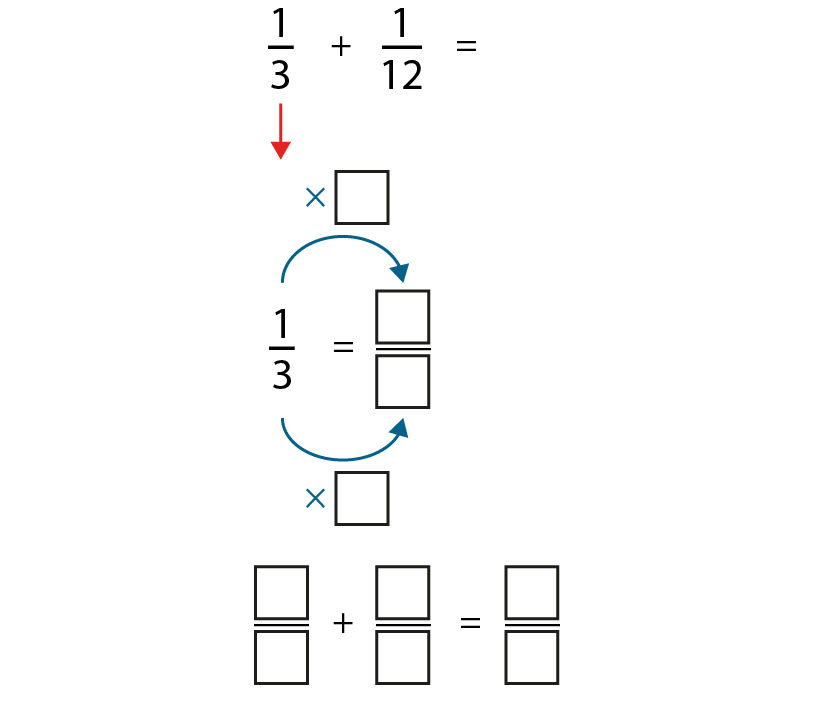 1/3 + 1/12 =
× □
1/3 = □/□
× □
□/□ + □/□ = □/□